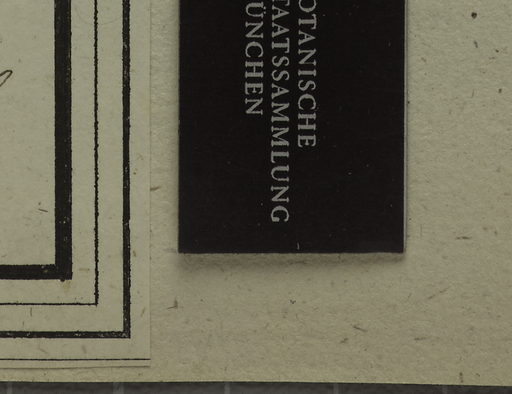 OTANISCHE
TAATSSAMMLUNG
ÜNCHEN